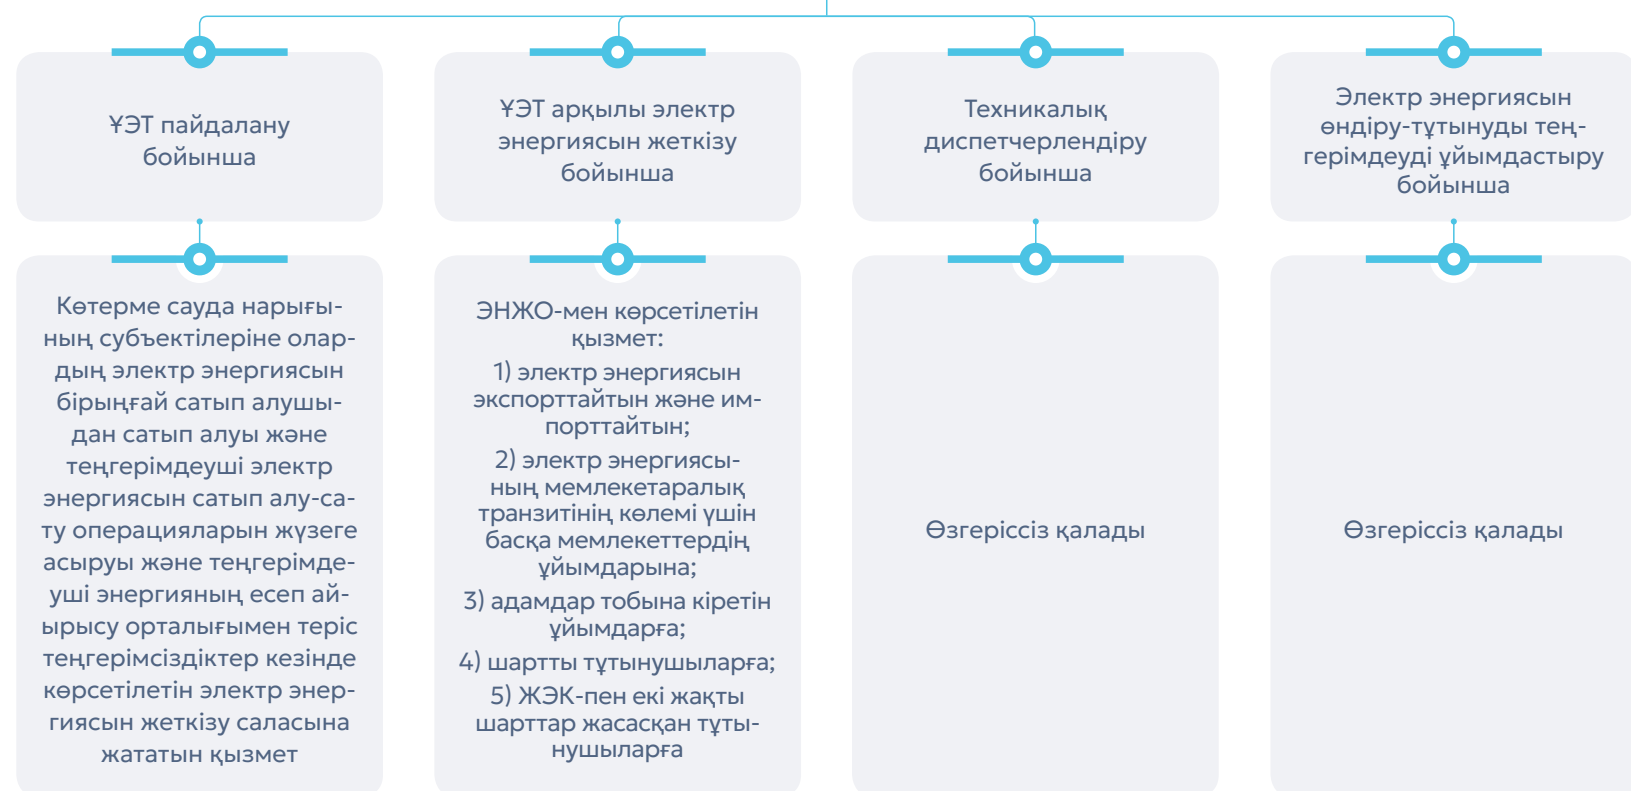 ҰЭТ пайдалану
бойынша
ҰЭТ арқылы электр
энергиясын жеткізу
бойынша
Техникалық
диспетчерлендіру
бойынша
Электр энергиясын
өндіру-тұтынуды тең-
герімдеуді ұйымдастыру
бойынша
Көтерме сауда нарығы-
ның субъектілеріне олар-
дың электр энергиясын
бірыңғай сатып алушы-
дан сатып алуы және
теңгерімдеуші электр
энергиясын сатып алу-са-
ту операцияларын жүзеге
асыруы және теңгерімде-
уші энергияның есеп ай-
ырысу орталығымен теріс
теңгерімсіздіктер кезінде
көрсетілетін электр энер-
гиясын жеткізу саласына
жататын қызмет
ЭНЖО-мен көрсетілетін
қызмет:
1) электр энергиясын
экспорттайтын және им-
порттайтын;
2) электр энергиясы-
ның мемлекетаралық
транзитінің көлемі үшін
басқа мемлекеттердің
ұйымдарына;
3) адамдар тобына кіретін
ұйымдарға;
4) шартты тұтынушыларға;
5) ЖЭК-пен екі жақты
шарттар жасасқан тұты-
нушыларға
Өзгеріссіз қалады
Өзгеріссіз қалады